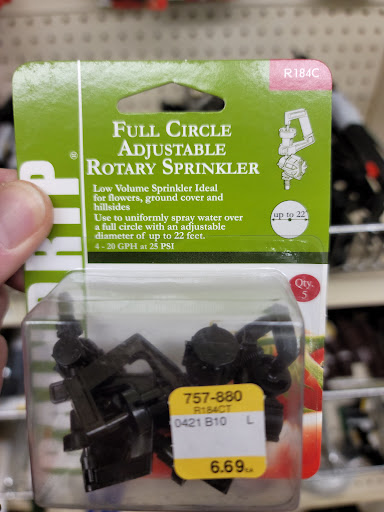 R184C
FULL CIRCLE
ADJUSTABLE
ROTARY SPRINKLER
Low Volume Sprinkler Ideal
for flowers, ground cover and
hillsides
Use to uniformly spray water over
a full circle with an adjustable
diameter of up to 22 feet.
4 - 20 GPH at 25 PSI
up to 22'
Qty.
5
RIP®
757-880
R184CT
0421 B10 L
6.69 EA